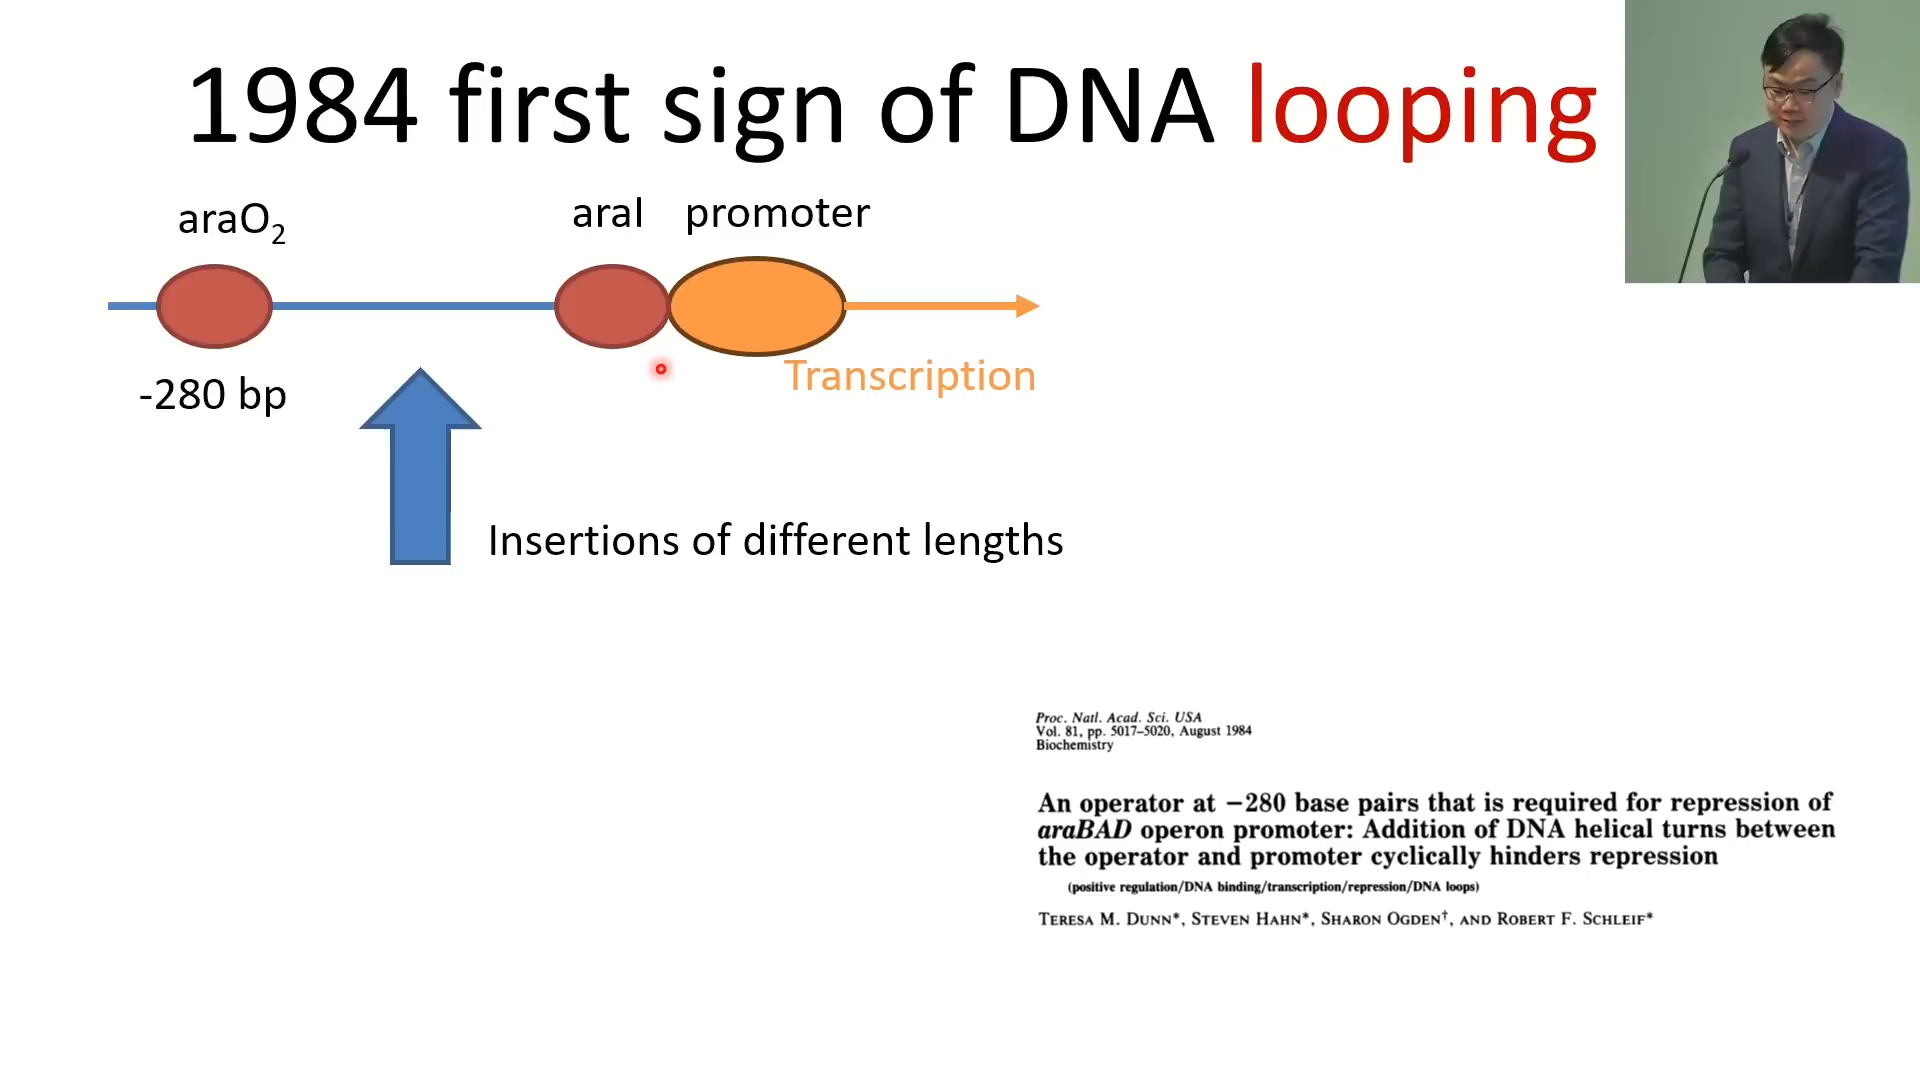 1984 first sign of DNA looping
araO2
araI
promoter
-280 bp
Transcription
Insertions of different lengths
Proc. Natl. Acad. Sci. USA
Vol. 81, pp. 5017–5020, August 1984
Biochemistry
An operator at −280 base pairs that is required for repression of
araBAD operon promoter: Addition of DNA helical turns between
the operator and promoter cyclically hinders repression
(positive regulation/DNA binding/transcription/repression/DNA loops)
TERESA M. DUNN*, STEVEN HAHN*, SHARON OGDEN†, AND ROBERT F. SCHLEIF*